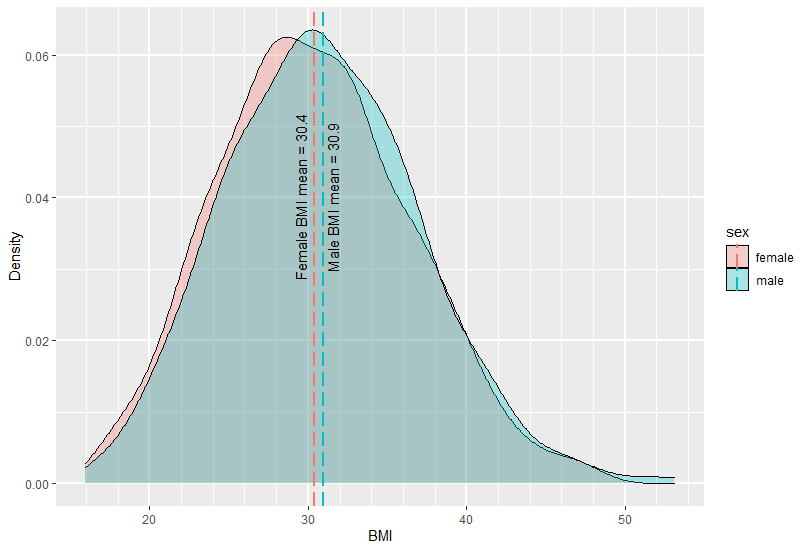 0.06
0.04
0.02
0.00
Density
Female BMI mean = 30.4
Male BMI mean = 30.9
20
30
40
50
BMI
sex
female
male